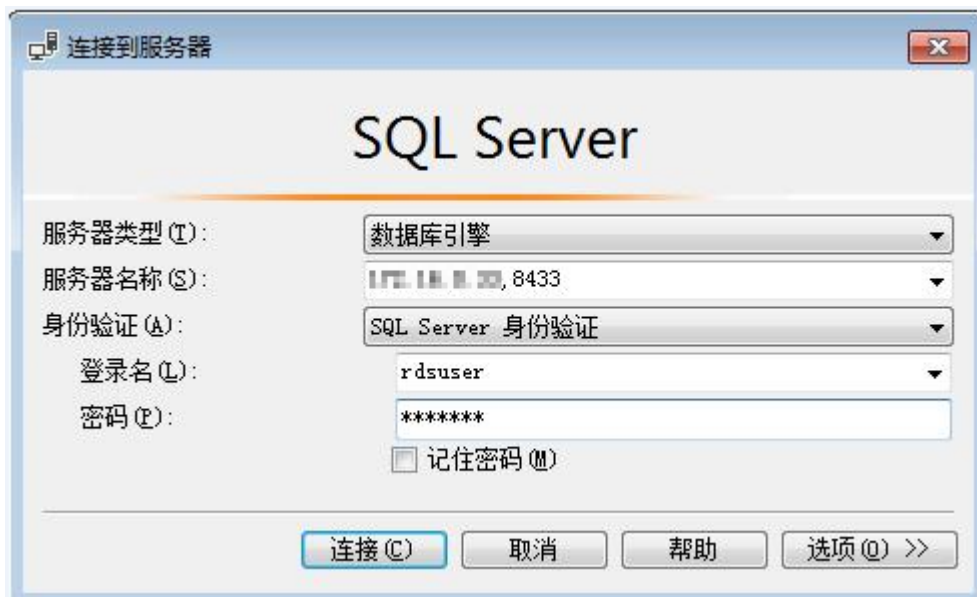 连接到服务器
SQL Server
服务器类型(T): 数据库引擎
服务器名称(S): , 8433
身份验证(A): SQL Server 身份验证
登录名(L): rdsuser
密码(P): *******
记住密码(M)
连接(C) 取消 帮助 选项(O) >>